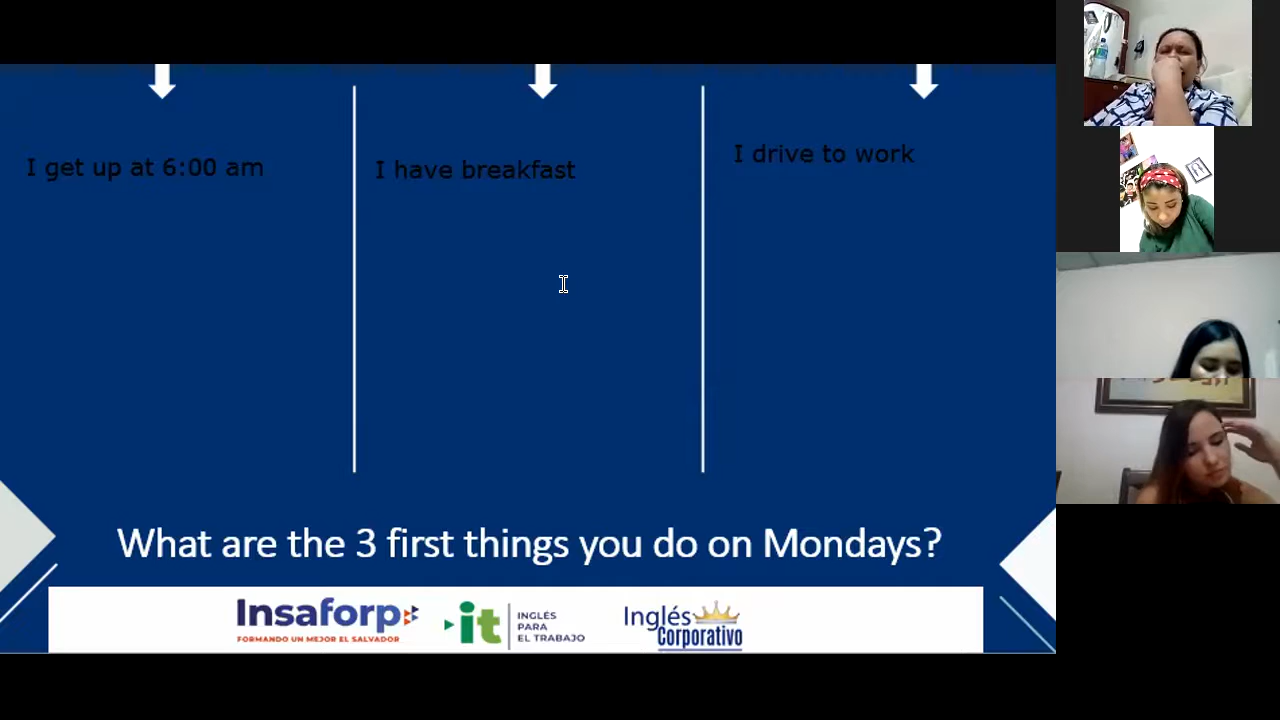 I get up at 6:00 am
I have breakfast
I drive to work
What are the 3 first things you do on Mondays?
Insaforp
FORMANDO UN MEJOR EL SALVADOR
it
INGLÉS
PARA
EL TRABAJO
Inglés
Corporativo